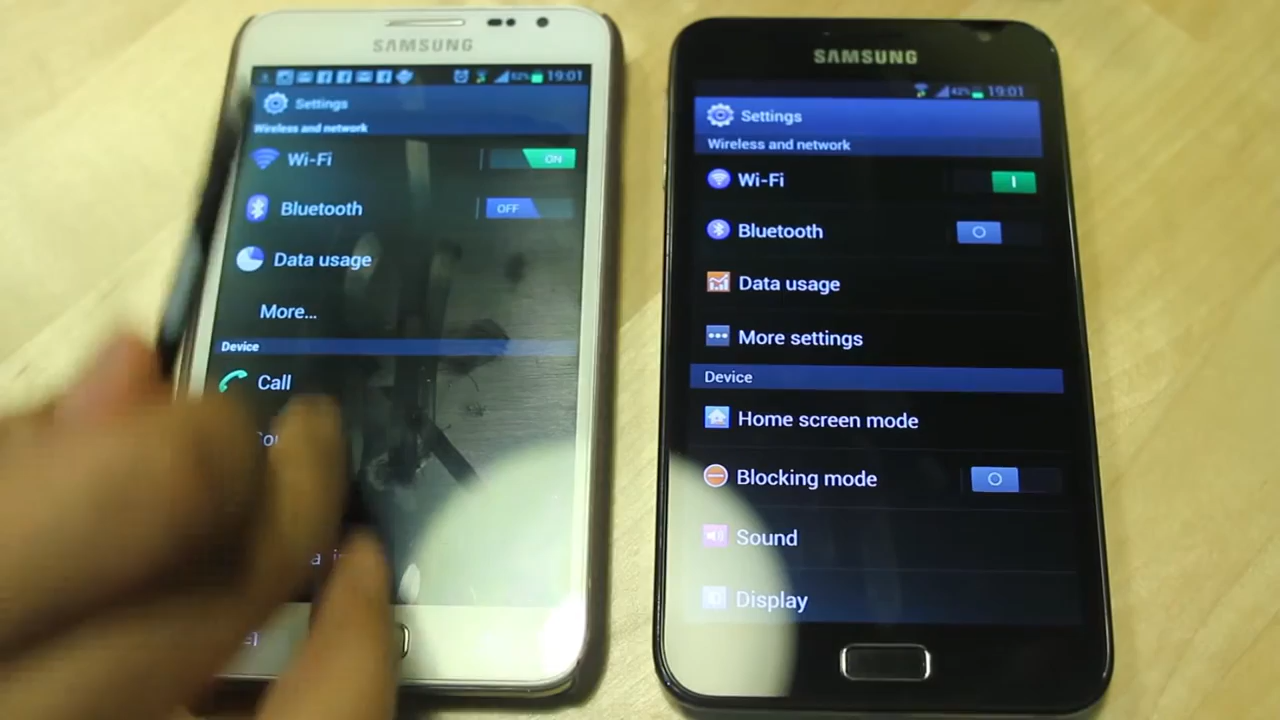 SAMSUNG
62% 19:01
Settings
Wireless and network
Wi-Fi ON
Bluetooth OFF
Data usage
More...
Device
Call
SAMSUNG
42% 19:01
Settings
Wireless and network
Wi-Fi
Bluetooth
Data usage
More settings
Device
Home screen mode
Blocking mode
Sound
Display